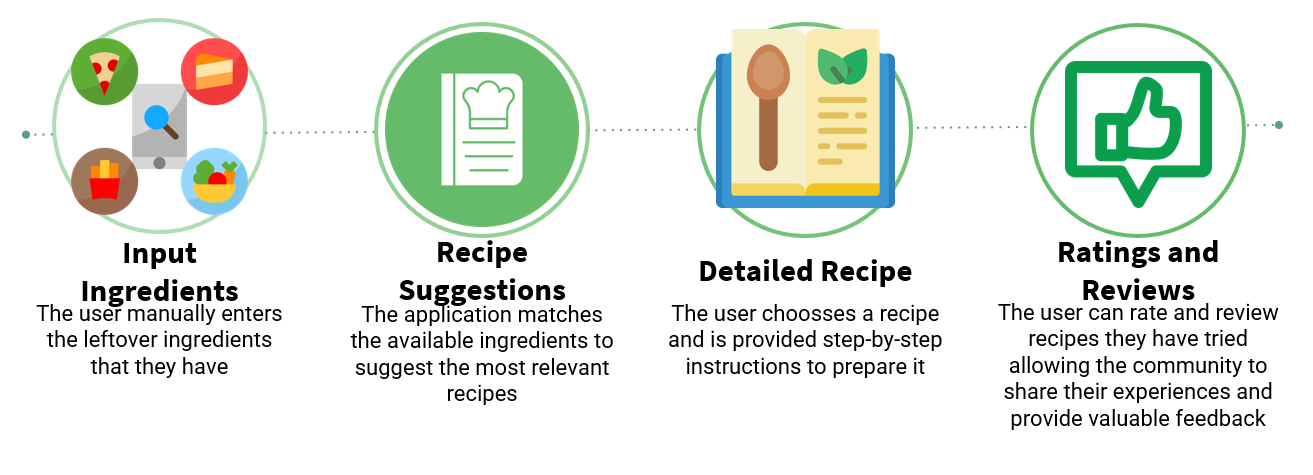 Input
Ingredients
The user manually enters
the leftover ingredients
that they have
Recipe
Suggestions
The application matches
the available ingredients to
suggest the most relevant
recipes
Detailed Recipe
The user choosses a recipe
and is provided step-by-step
instructions to prepare it
Ratings and
Reviews
The user can rate and review
recipes they have tried
allowing the community to
share their experiences and
provide valuable feedback